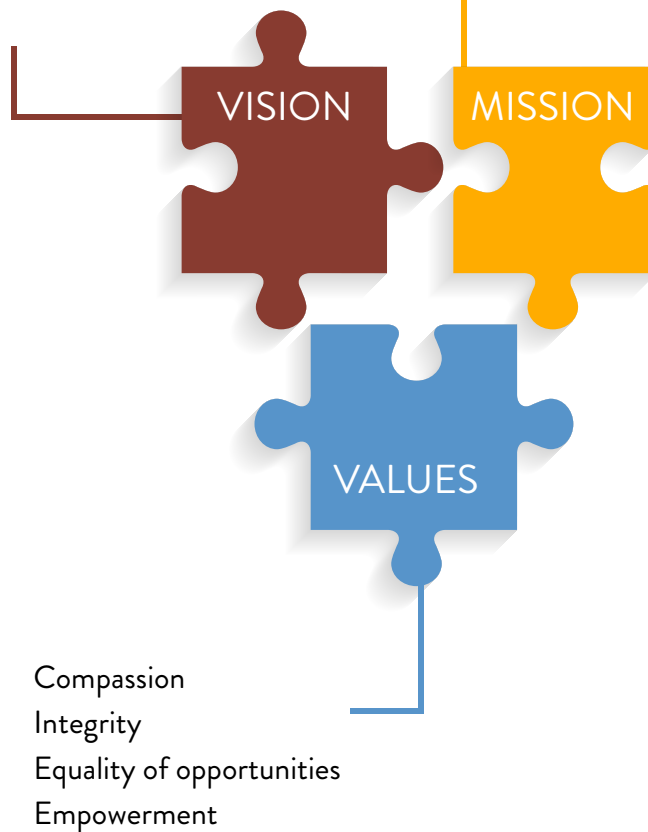 VISION
MISSION
VALUES
Compassion
Integrity
Equality of opportunities
Empowerment